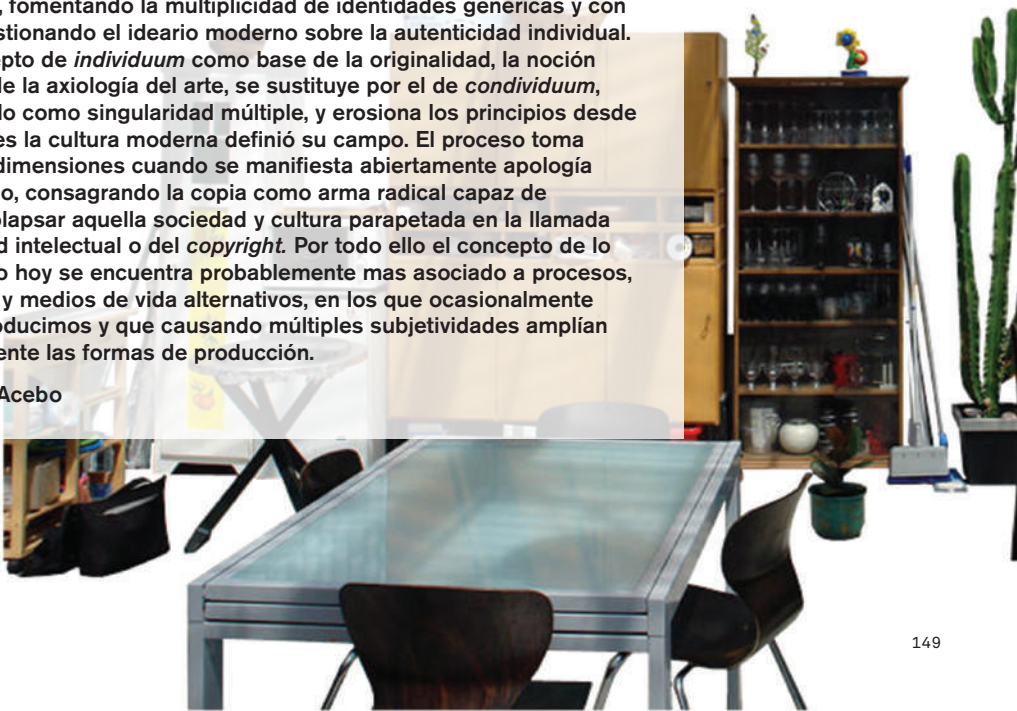 , fomentando la multiplicidad de identidades genéricas y con
stionando el ideario moderno sobre la autenticidad individual.
epto de individuum como base de la originalidad, la noción
de la axiología del arte, se sustituye por el de condividuum,
do como singularidad múltiple, y erosiona los principios desde
es la cultura moderna definió su campo. El proceso toma
dimensiones cuando se manifiesta abiertamente apología
o, consagrando la copia como arma radical capaz de
olapsar aquella sociedad y cultura parapetada en la llamada
d intelectual o del copyright. Por todo ello el concepto de lo
o hoy se encuentra probablemente mas asociado a procesos,
y medios de vida alternativos, en los que ocasionalmente
oducimos y que causando múltiples subjetividades amplían
ente las formas de producción.
Acebo
149